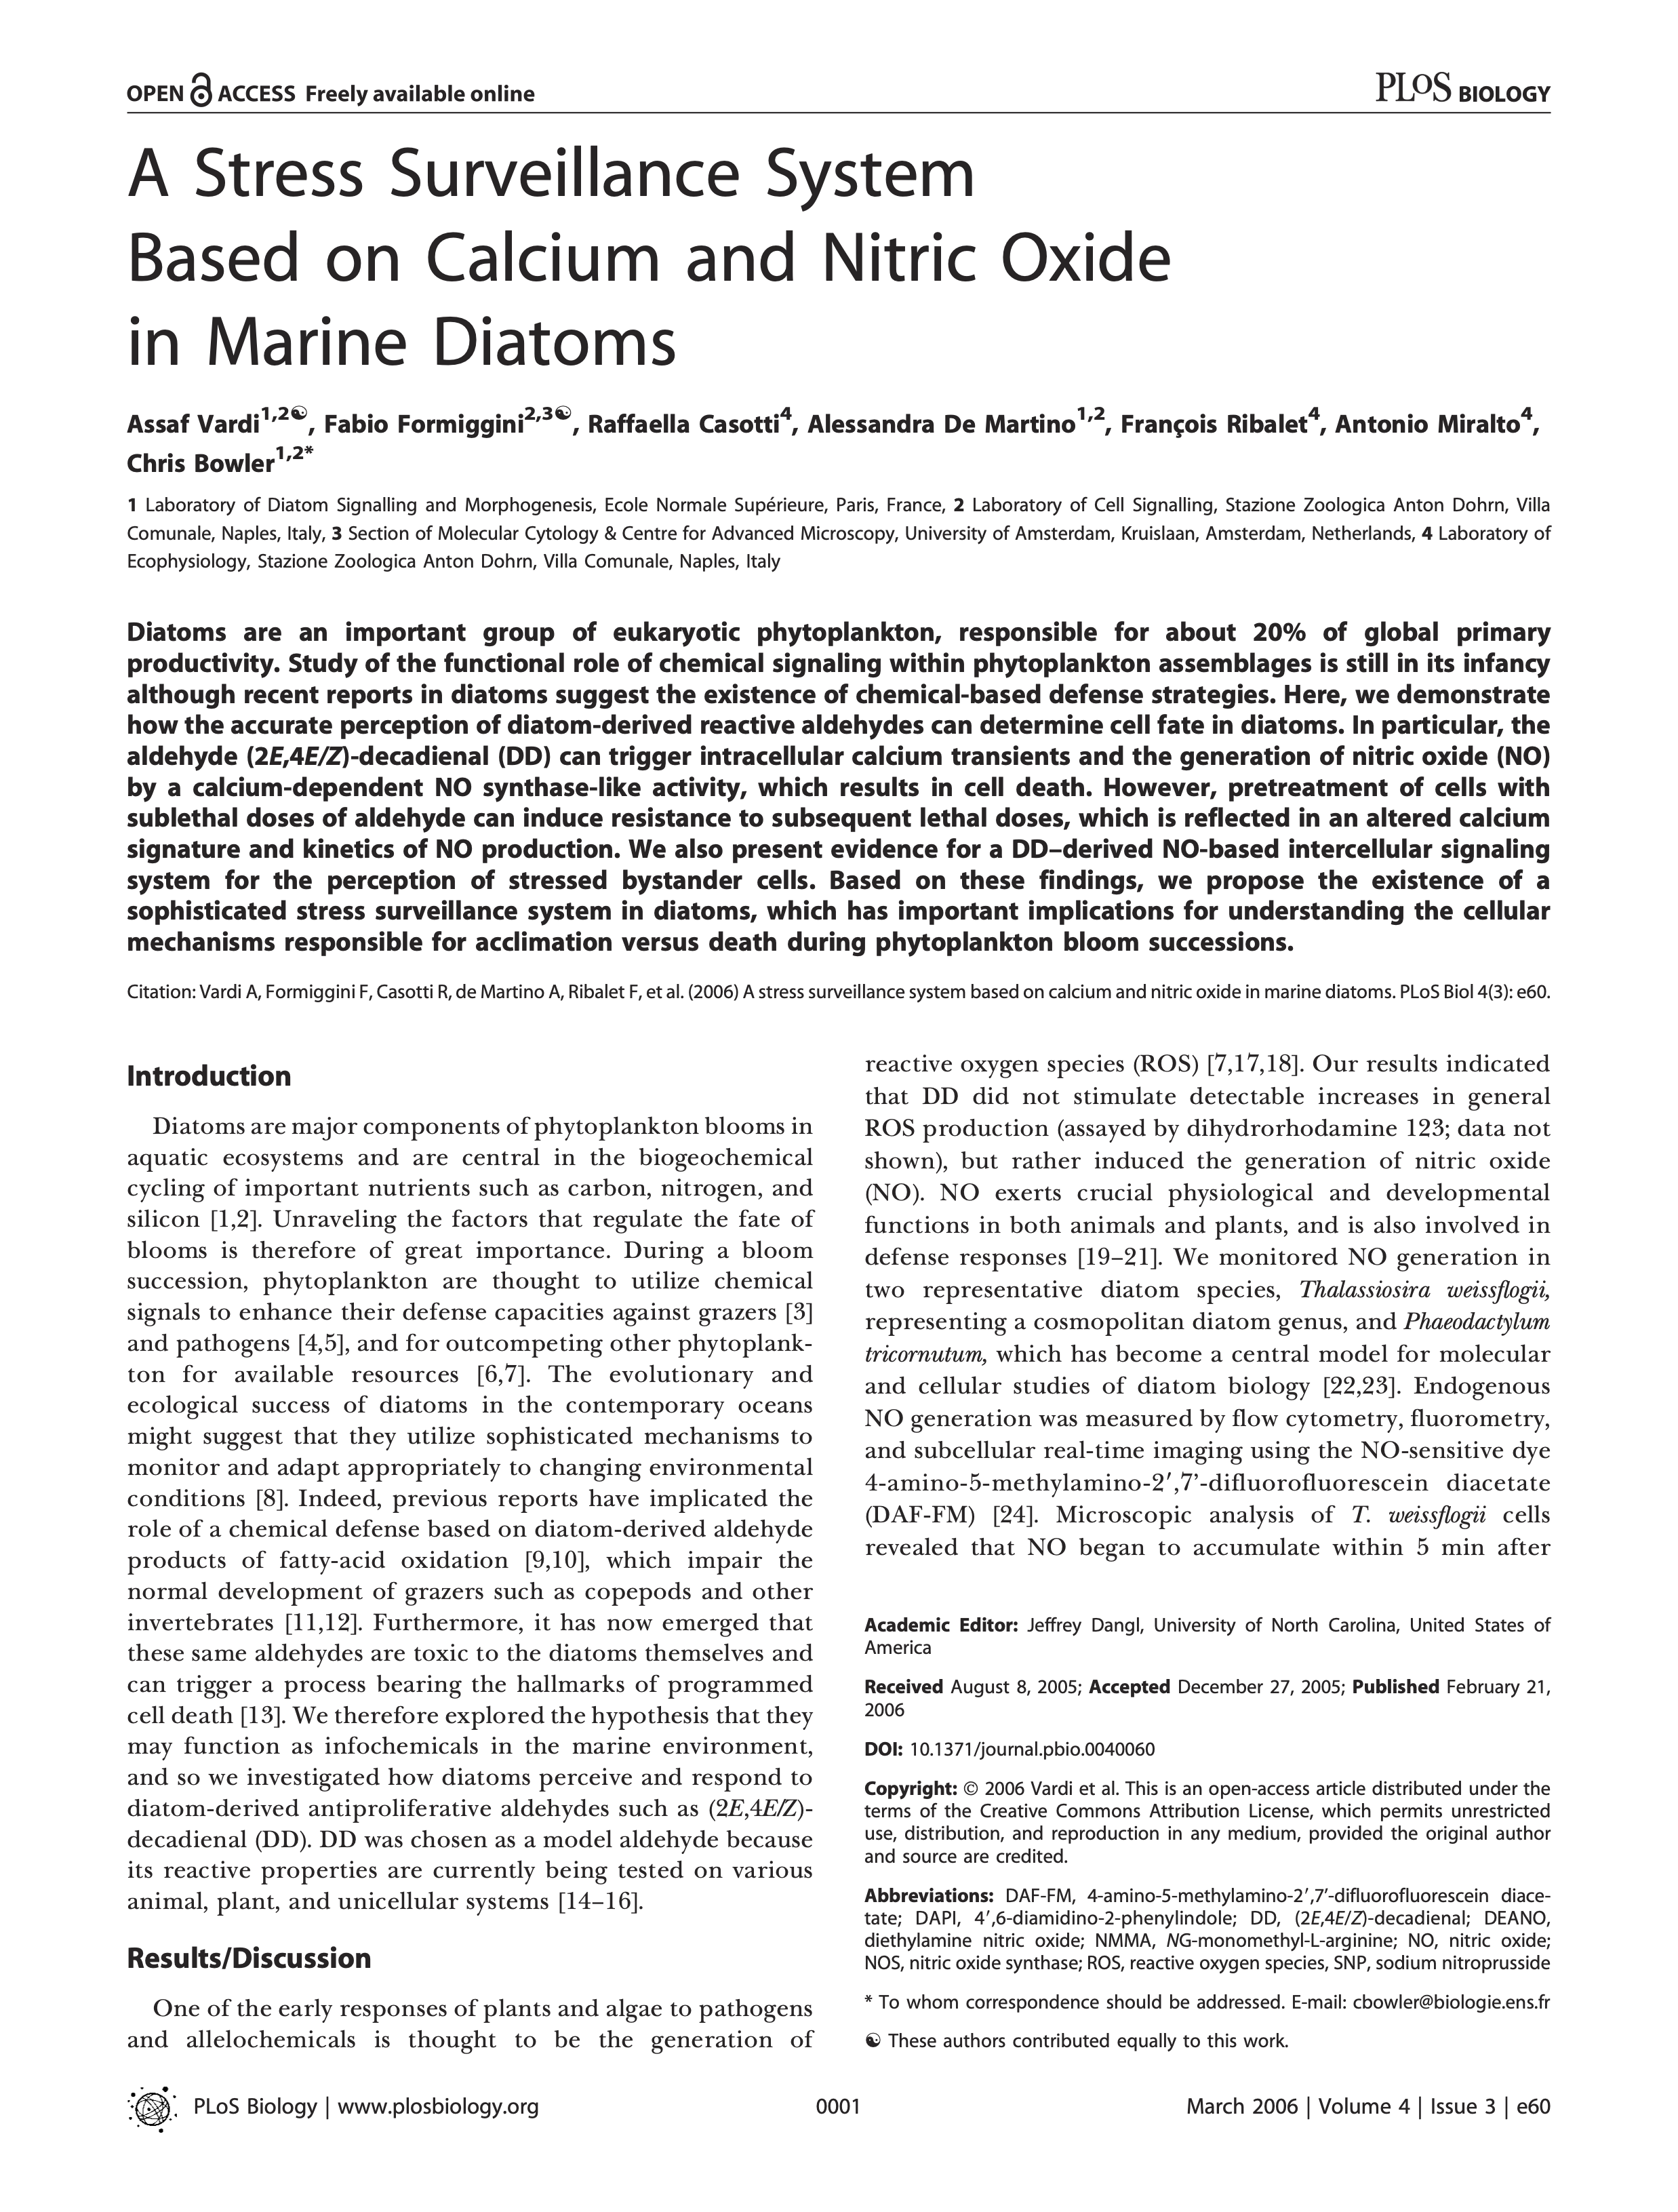 OPEN ACCESS Freely available online
PLoS BIOLOGY
A Stress Surveillance System
Based on Calcium and Nitric Oxide
in Marine Diatoms
Assaf Vardi1,2☯, Fabio Formiggini2,3☯, Raffaella Casotti4, Alessandra De Martino1,2, François Ribalet4, Antonio Miralto4,
Chris Bowler1,2*
1 Laboratory of Diatom Signalling and Morphogenesis, Ecole Normale Supérieure, Paris, France, 2 Laboratory of Cell Signalling, Stazione Zoologica Anton Dohrn, Villa
Comunale, Naples, Italy, 3 Section of Molecular Cytology & Centre for Advanced Microscopy, University of Amsterdam, Kruislaan, Amsterdam, Netherlands, 4 Laboratory of
Ecophysiology, Stazione Zoologica Anton Dohrn, Villa Comunale, Naples, Italy
Diatoms are an important group of eukaryotic phytoplankton, responsible for about 20% of global primary
productivity. Study of the functional role of chemical signaling within phytoplankton assemblages is still in its infancy
although recent reports in diatoms suggest the existence of chemical-based defense strategies. Here, we demonstrate
how the accurate perception of diatom-derived reactive aldehydes can determine cell fate in diatoms. In particular, the
aldehyde (2E,4E/Z)-decadienal (DD) can trigger intracellular calcium transients and the generation of nitric oxide (NO)
by a calcium-dependent NO synthase-like activity, which results in cell death. However, pretreatment of cells with
sublethal doses of aldehyde can induce resistance to subsequent lethal doses, which is reflected in an altered calcium
signature and kinetics of NO production. We also present evidence for a DD–derived NO-based intercellular signaling
system for the perception of stressed bystander cells. Based on these findings, we propose the existence of a
sophisticated stress surveillance system in diatoms, which has important implications for understanding the cellular
mechanisms responsible for acclimation versus death during phytoplankton bloom successions.
Citation: Vardi A, Formiggini F, Casotti R, de Martino A, Ribalet F, et al. (2006) A stress surveillance system based on calcium and nitric oxide in marine diatoms. PLoS Biol 4(3): e60.
Introduction
Diatoms are major components of phytoplankton blooms in
aquatic ecosystems and are central in the biogeochemical
cycling of important nutrients such as carbon, nitrogen, and
silicon [1,2]. Unraveling the factors that regulate the fate of
blooms is therefore of great importance. During a bloom
succession, phytoplankton are thought to utilize chemical
signals to enhance their defense capacities against grazers [3]
and pathogens [4,5], and for outcompeting other phytoplank-
ton for available resources [6,7]. The evolutionary and
ecological success of diatoms in the contemporary oceans
might suggest that they utilize sophisticated mechanisms to
monitor and adapt appropriately to changing environmental
conditions [8]. Indeed, previous reports have implicated the
role of a chemical defense based on diatom-derived aldehyde
products of fatty-acid oxidation [9,10], which impair the
normal development of grazers such as copepods and other
invertebrates [11,12]. Furthermore, it has now emerged that
these same aldehydes are toxic to the diatoms themselves and
can trigger a process bearing the hallmarks of programmed
cell death [13]. We therefore explored the hypothesis that they
may function as infochemicals in the marine environment,
and so we investigated how diatoms perceive and respond to
diatom-derived antiproliferative aldehydes such as (2E,4E/Z)-
decadienal (DD). DD was chosen as a model aldehyde because
its reactive properties are currently being tested on various
animal, plant, and unicellular systems [14–16].
Results/Discussion
One of the early responses of plants and algae to pathogens
and allelochemicals is thought to be the generation of
reactive oxygen species (ROS) [7,17,18]. Our results indicated
that DD did not stimulate detectable increases in general
ROS production (assayed by dihydrorhodamine 123; data not
shown), but rather induced the generation of nitric oxide
(NO). NO exerts crucial physiological and developmental
functions in both animals and plants, and is also involved in
defense responses [19–21]. We monitored NO generation in
two representative diatom species, Thalassiosira weissflogii,
representing a cosmopolitan diatom genus, and Phaeodactylum
tricornutum, which has become a central model for molecular
and cellular studies of diatom biology [22,23]. Endogenous
NO generation was measured by flow cytometry, fluorometry,
and subcellular real-time imaging using the NO-sensitive dye
4-amino-5-methylamino-2′,7’-difluorofluorescein diacetate
(DAF-FM) [24]. Microscopic analysis of T. weissflogii cells
revealed that NO began to accumulate within 5 min after
Academic Editor: Jeffrey Dangl, University of North Carolina, United States of
America
Received August 8, 2005; Accepted December 27, 2005; Published February 21,
2006
DOI: 10.1371/journal.pbio.0040060
Copyright: © 2006 Vardi et al. This is an open-access article distributed under the
terms of the Creative Commons Attribution License, which permits unrestricted
use, distribution, and reproduction in any medium, provided the original author
and source are credited.
Abbreviations: DAF-FM, 4-amino-5-methylamino-2′,7′-difluorofluorescein diace-
tate; DAPI, 4′,6-diamidino-2-phenylindole; DD, (2E,4E/Z)-decadienal; DEANO,
diethylamine nitric oxide; NMMA, NG-monomethyl-L-arginine; NO, nitric oxide;
NOS, nitric oxide synthase; ROS, reactive oxygen species, SNP, sodium nitroprusside
* To whom correspondence should be addressed. E-mail: cbowler@biologie.ens.fr
☯ These authors contributed equally to this work.
PLoS Biology | www.plosbiology.org
0001
March 2006 | Volume 4 | Issue 3 | e60